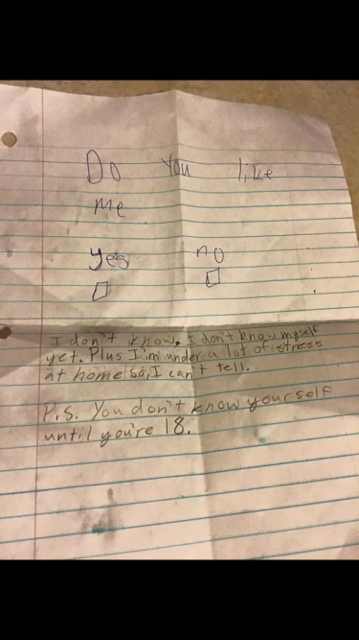 Do You like
me
yes no
I don't know. I don't know myself
yet. Plus I'm under a lot of stress
at home so, I can't tell.
P.s. You don't know yourself
until you're 18.